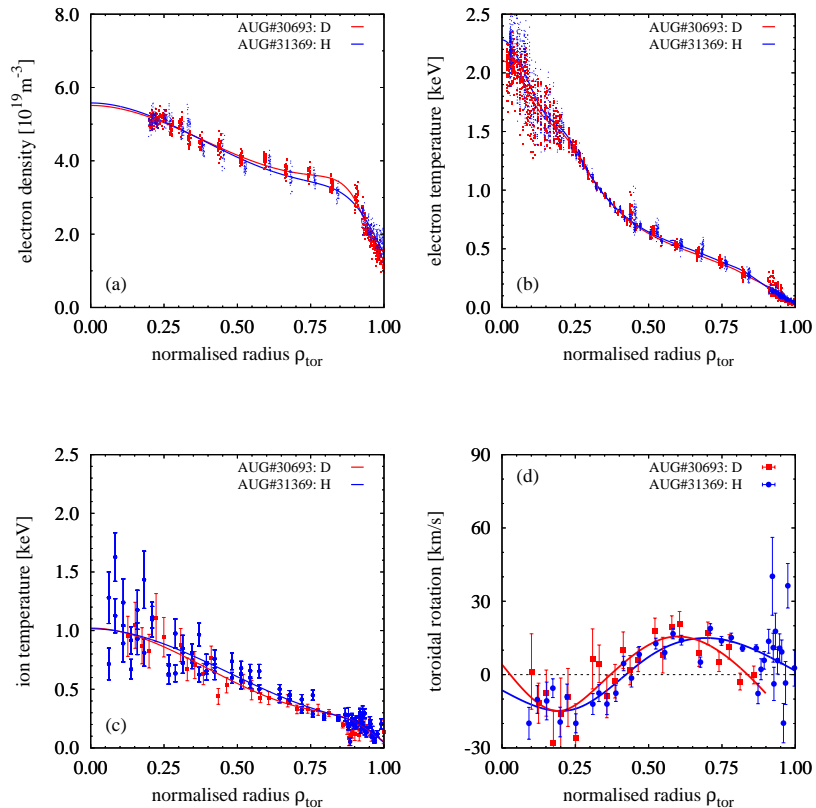 8.0
6.0
4.0
2.0
0.0
0.00 0.25 0.50 0.75 1.00
electron density [10^19 m^-3]
normalised radius ρ_tor
AUG#30693: D
AUG#31369: H
(a)
2.5
2.0
1.5
1.0
0.5
0.0
0.00 0.25 0.50 0.75 1.00
electron temperature [keV]
normalised radius ρ_tor
AUG#30693: D
AUG#31369: H
(b)
2.5
2.0
1.5
1.0
0.5
0.0
0.00 0.25 0.50 0.75 1.00
ion temperature [keV]
normalised radius ρ_tor
AUG#30693: D
AUG#31369: H
(c)
90
60
30
0
-30
0.00 0.25 0.50 0.75 1.00
toroidal rotation [km/s]
normalised radius ρ_tor
AUG#30693: D
AUG#31369: H
(d)